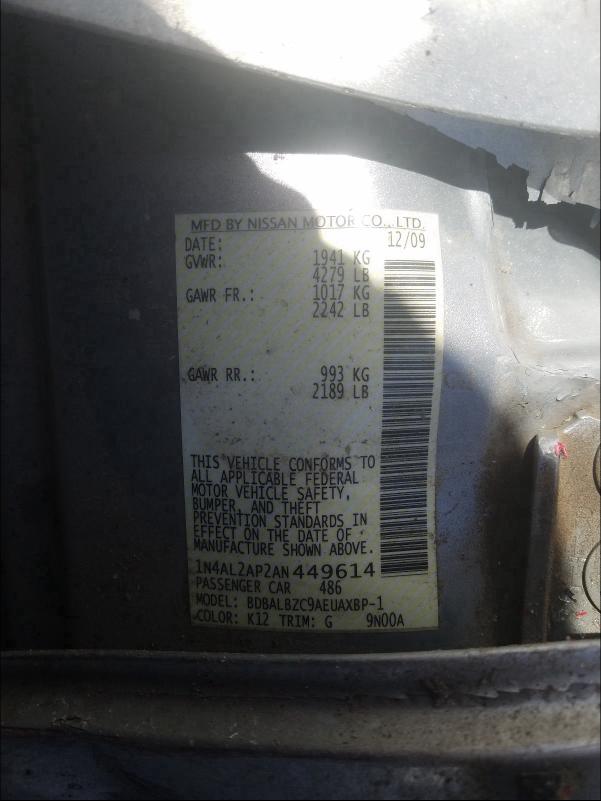 MFD BY NISSAN MOTOR CO.,LTD.
DATE: 12/09
GVWR: 1941 KG
4279 LB
GAWR FR.: 1017 KG
2242 LB
GAWR RR.: 993 KG
2189 LB
THIS VEHICLE CONFORMS TO
ALL APPLICABLE FEDERAL
MOTOR VEHICLE SAFETY,
BUMPER, AND THEFT
PREVENTION STANDARDS IN
EFFECT ON THE DATE OF
MANUFACTURE SHOWN ABOVE.
1N4AL2AP2AN449614
PASSENGER CAR 486
MODEL: BDBALBZC9AEUAXBP-1
COLOR: K12 TRIM: G 9N00A